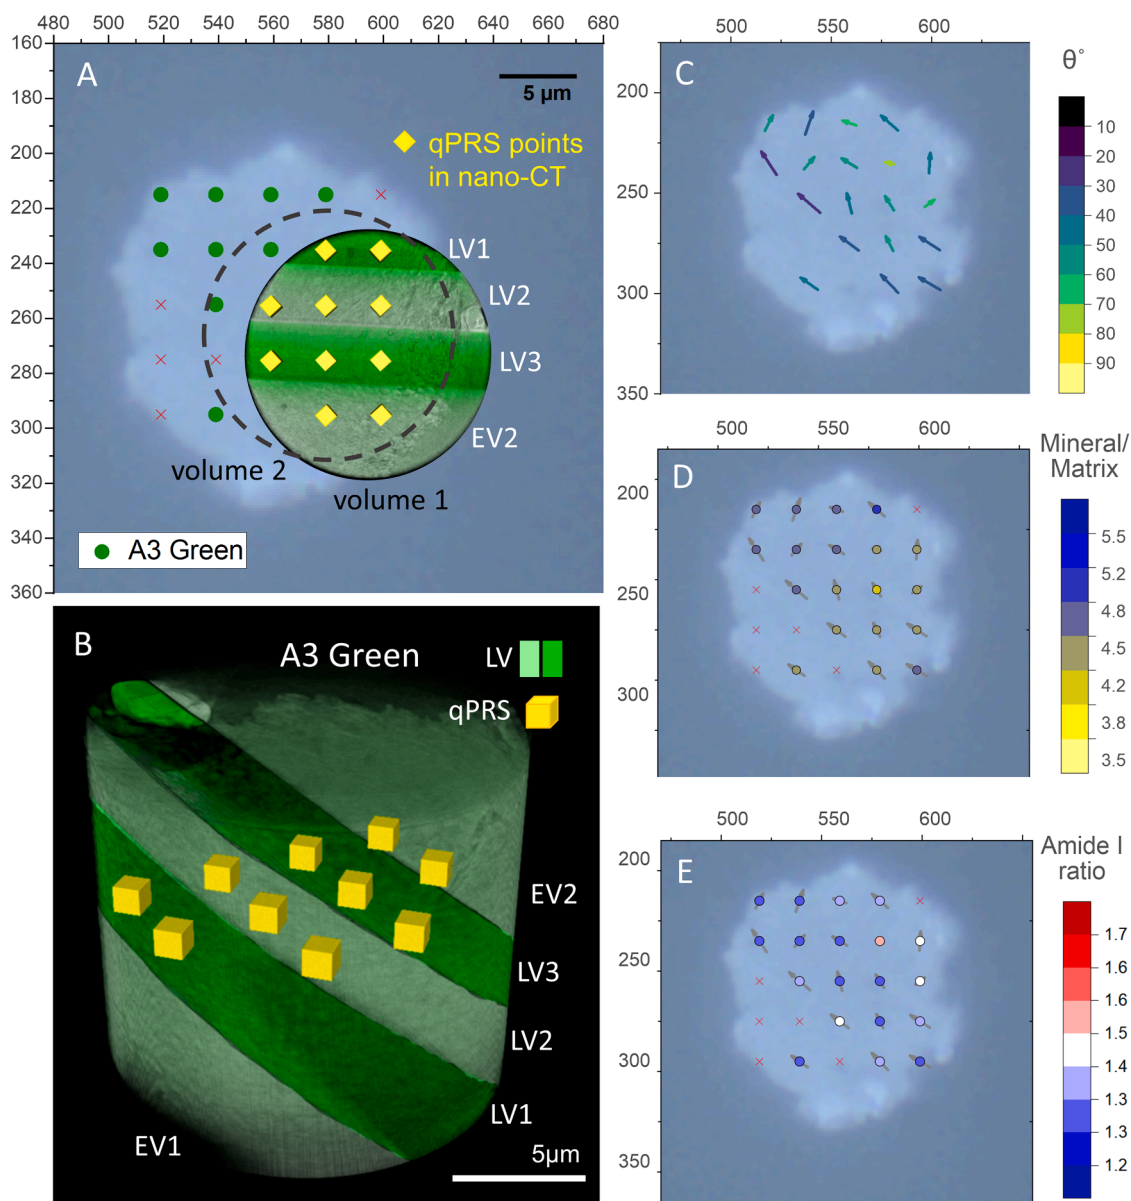 480 500 520 540 560 580 600 620 640 660 680
160
180
200
220
240
260
280
300
320
340
360
A
5 µm
qPRS points
in nano-CT
LV1
LV2
LV3
EV2
volume 2
volume 1
A3 Green
B
A3 Green
LV
qPRS
EV2
LV3
LV2
LV1
EV1
5µm
500 550 600
200
250
300
350
C
θ°
10
20
30
40
50
60
70
80
90
500 550 600
200
250
300
D
Mineral/
Matrix
5.5
5.2
4.8
4.5
4.2
3.8
3.5
500 550 600
200
250
300
350
E
Amide I
ratio
1.7
1.6
1.6
1.5
1.4
1.3
1.3
1.2